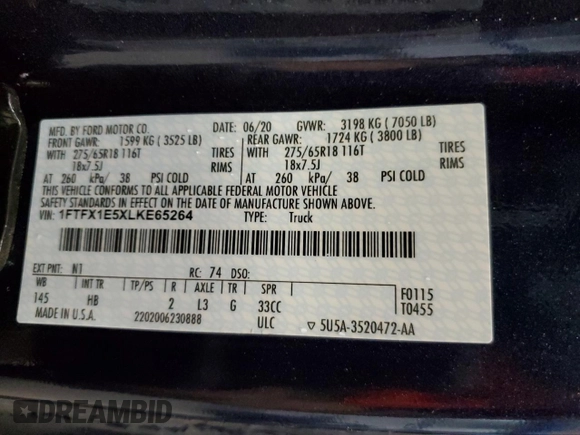 MFD. BY FORD MOTOR CO. DATE: 06/20 GVWR: 3198 KG ( 7050 LB)
FRONT GAWR: 1599 KG ( 3525 LB) REAR GAWR: 1724 KG ( 3800 LB)
WITH 275/65R18 116T TIRES WITH 275/65R18 116T TIRES
18x7.5J RIMS 18x7.5J RIMS
AT 260 kPa/ 38 PSI COLD AT 260 kPa/ 38 PSI COLD
THIS VEHICLE CONFORMS TO ALL APPLICABLE FEDERAL MOTOR VEHICLE
SAFETY STANDARDS IN EFFECT ON THE DATE OF MANUFACTURE SHOWN ABOVE.
VIN: 1FTFX1E5XLKE65264 TYPE: Truck
EXT PNT: N1 RC: 74 DSO:
WB INT TR TP/PS R AXLE TR SPR F0115
145 HB 2 L3 G 33CC T0455
MADE IN U.S.A. 2202006230888 ULC ▽ 5U5A-3520472-AA
DREAMBID